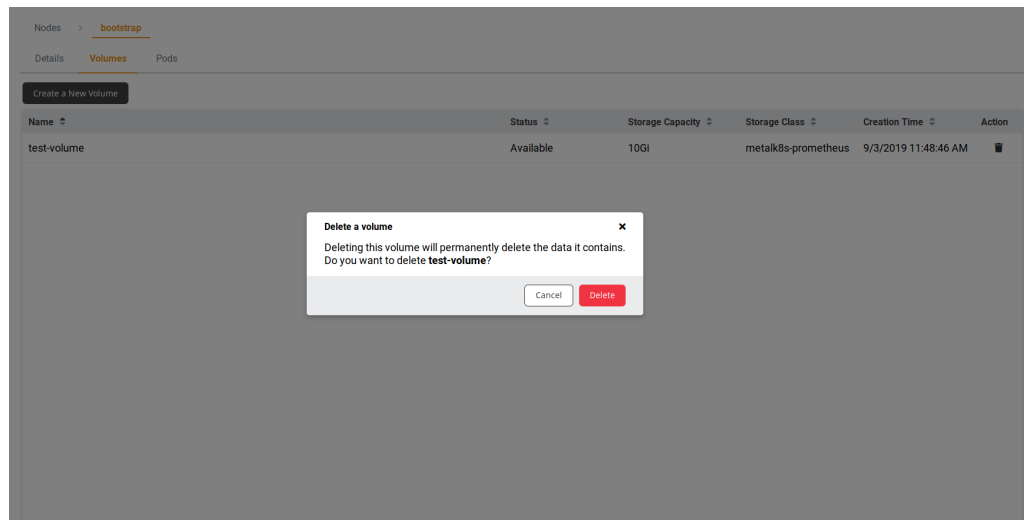 Nodes > bootstrap
Details Volumes Pods
Create a New Volume
Name Status Storage Capacity Storage Class Creation Time Action
test-volume Available 10Gi metalk8s-prometheus 9/3/2019 11:48:46 AM
Delete a volume
Deleting this volume will permanently delete the data it contains.
Do you want to delete test-volume?
Cancel Delete